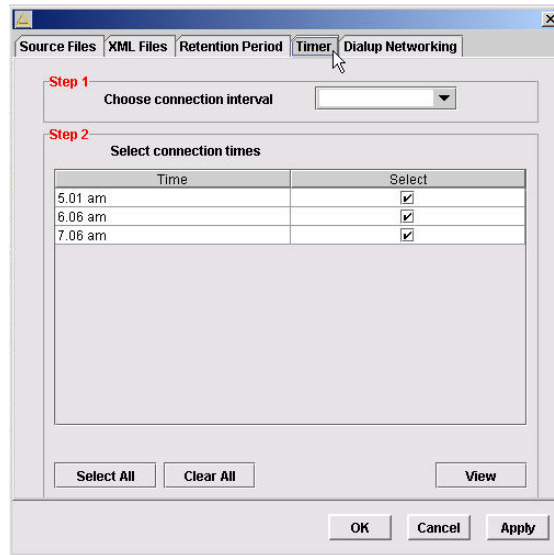 Source Files XML Files Retention Period Timer Dialup Networking
Step 1
Choose connection interval
Step 2
Select connection times
Time Select
5.01 am
6.06 am
7.06 am
Select All Clear All View
OK Cancel Apply